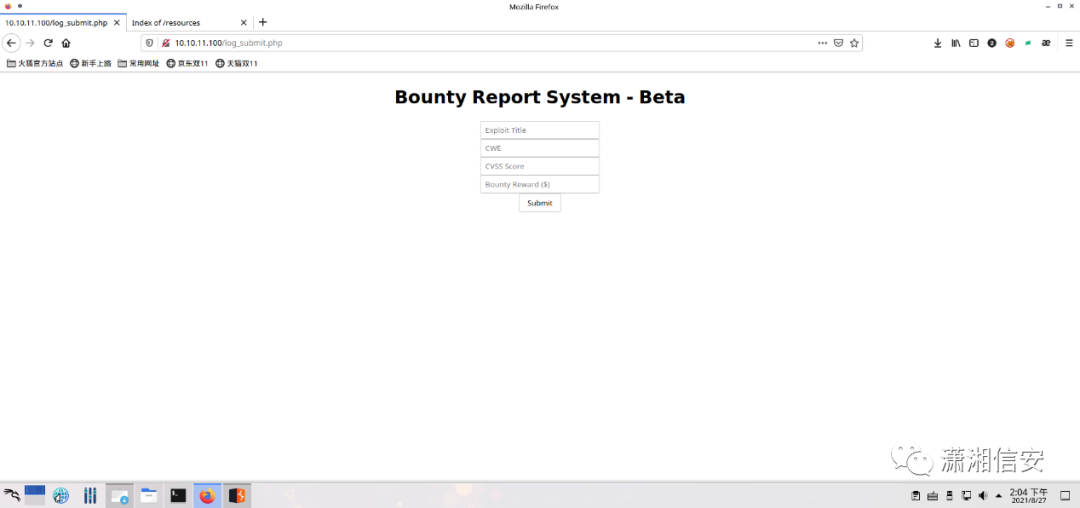 Mozilla Firefox
10.10.11.100/log_submit.php
Index of /resources
10.10.11.100/log_submit.php
火狐官方站点 新手上路 常用网址 京东双11 天猫双11
Bounty Report System - Beta
Exploit Title
CWE
CVSS Score
Bounty Reward ($)
Submit
潇湘信安
2:04 下午
2021/8/27